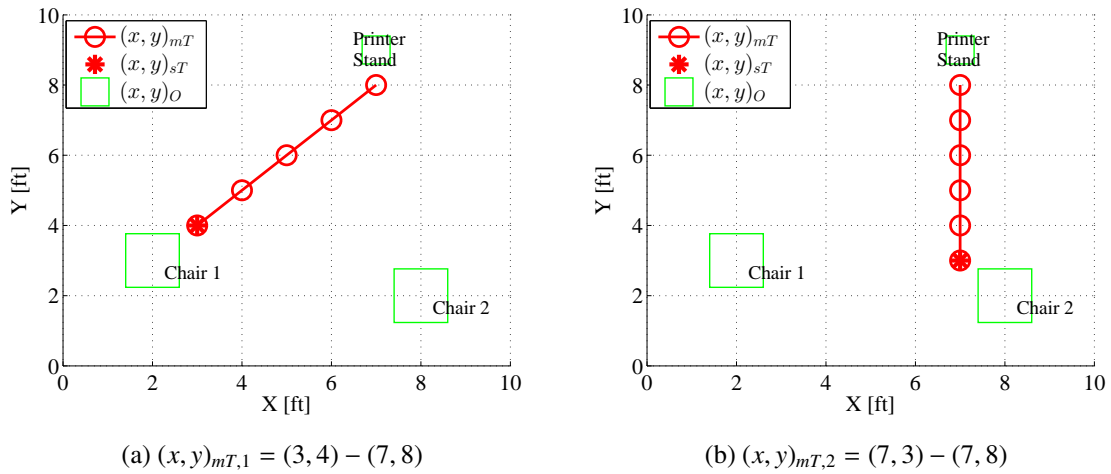 (x, y)_{mT}
(x, y)_{sT}
(x, y)_O
Printer
Stand
Chair 1
Chair 2
Y [ft]
10
8
6
4
2
0
0 2 4 6 8 10
X [ft]
(a) (x, y)_{mT,1} = (3, 4) − (7, 8)
(x, y)_{mT}
(x, y)_{sT}
(x, y)_O
Printer
Stand
Chair 1
Chair 2
Y [ft]
10
8
6
4
2
0
0 2 4 6 8 10
X [ft]
(b) (x, y)_{mT,2} = (7, 3) − (7, 8)